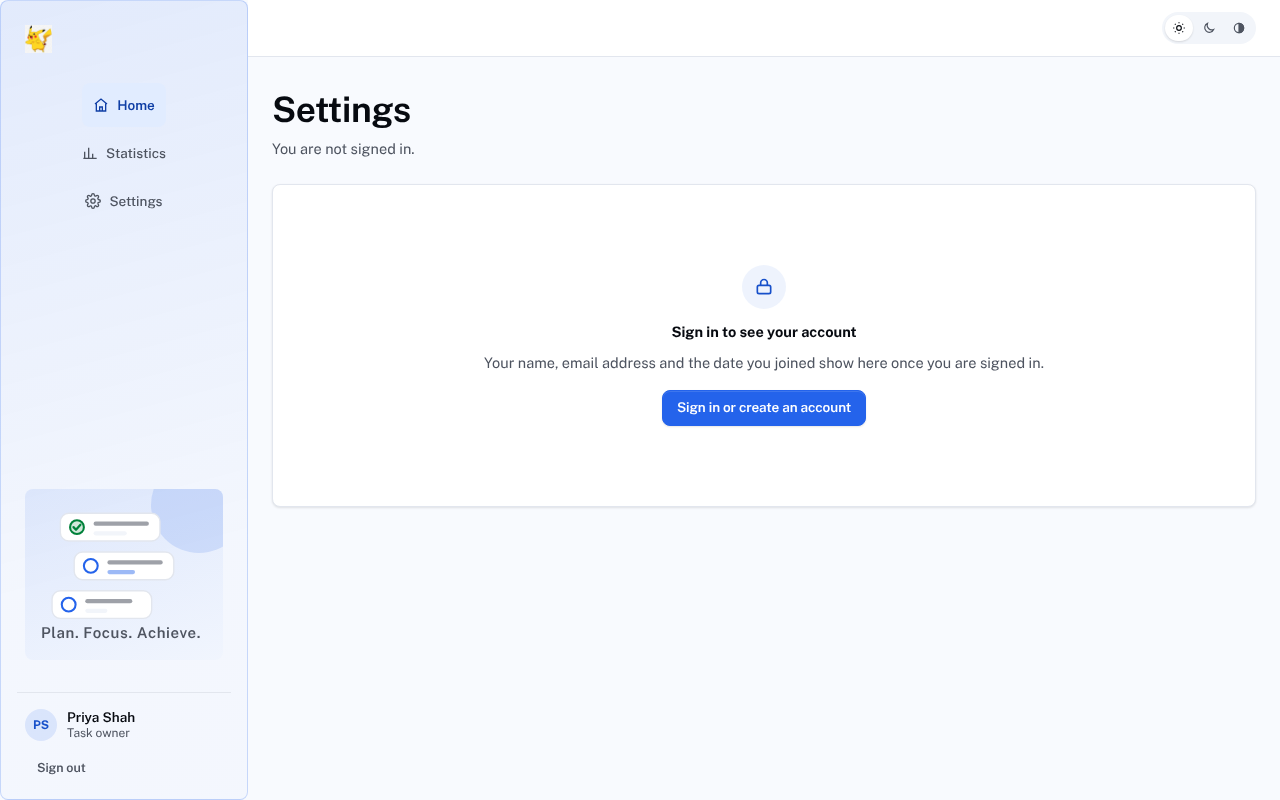 Home
Statistics
Settings
Plan. Focus. Achieve.
PS
Priya Shah
Task owner
Sign out
Settings
You are not signed in.
Sign in to see your account
Your name, email address and the date you joined show here once you are signed in.
Sign in or create an account